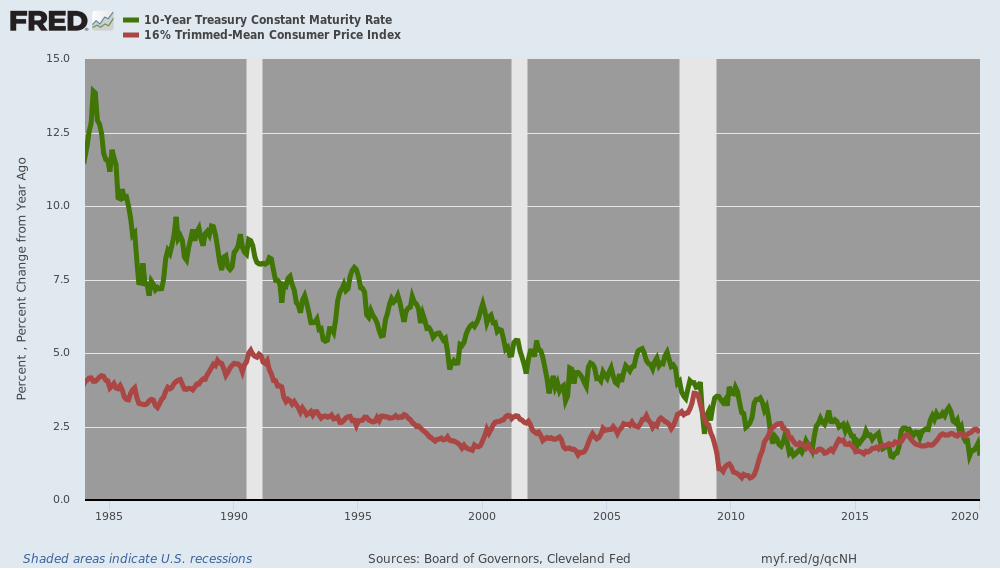 FRED
10-Year Treasury Constant Maturity Rate
16% Trimmed-Mean Consumer Price Index
Percent , Percent Change from Year Ago
15.0
12.5
10.0
7.5
5.0
2.5
0.0
1985 1990 1995 2000 2005 2010 2015 2020
Shaded areas indicate U.S. recessions Sources: Board of Governors, Cleveland Fed myf.red/g/qcNH